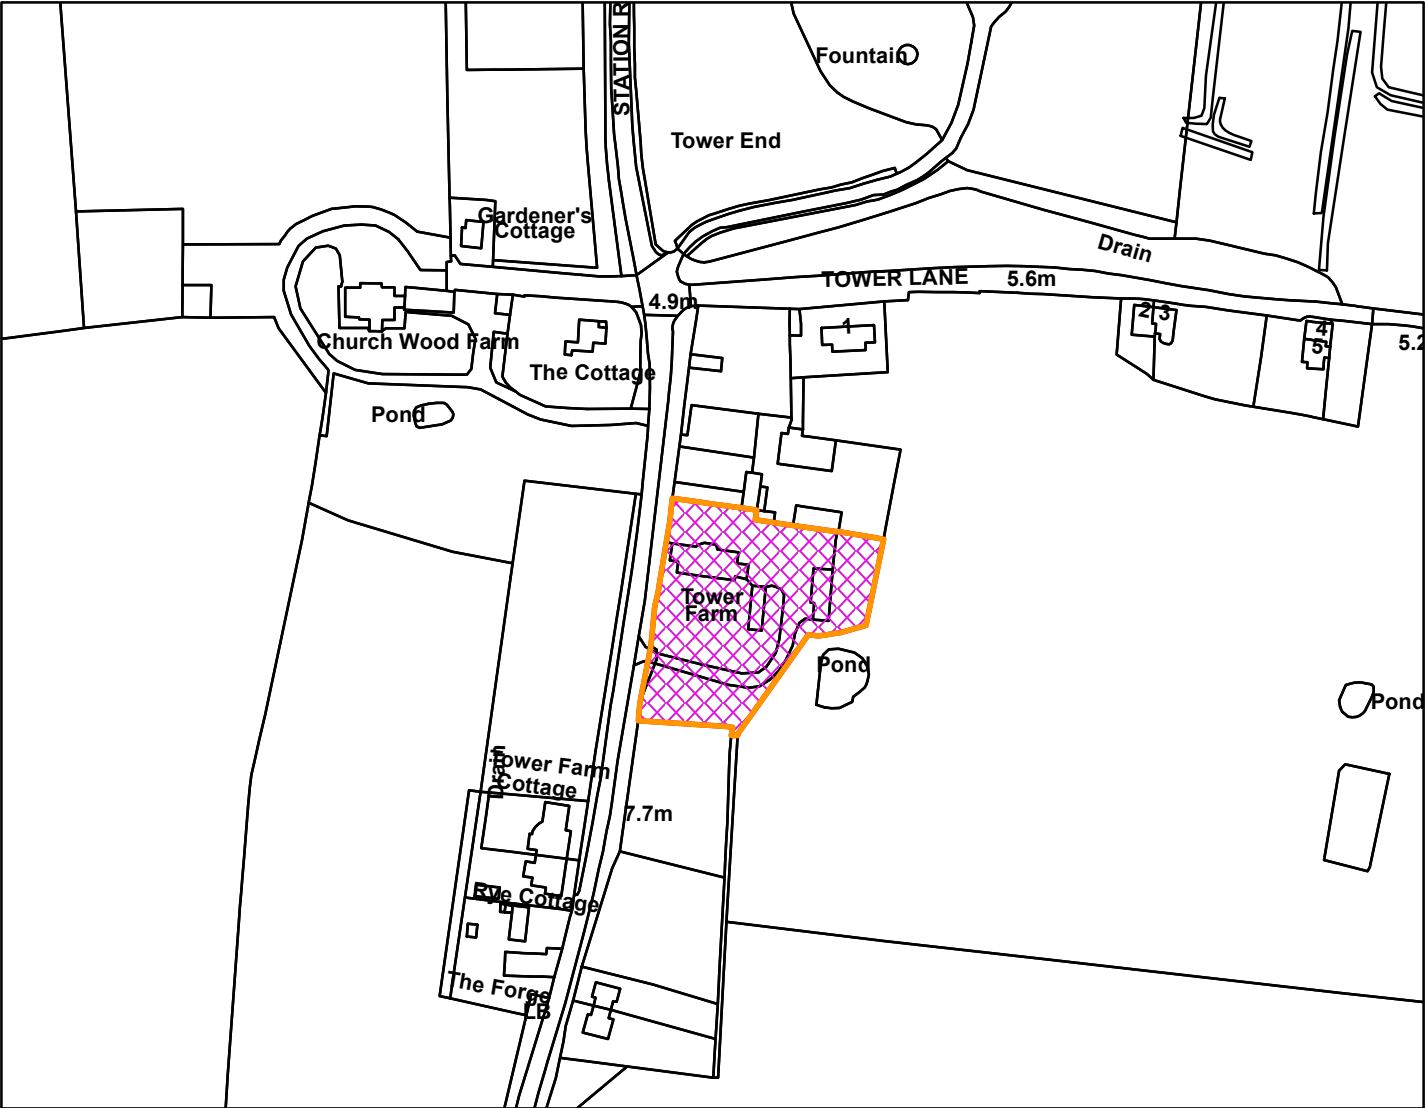 STATION R
Fountain
Tower End
Gardener's
Cottage
Drain
TOWER LANE
5.6m
4.9m
1
2
3
4
5
5.2
Church Wood Farm
The Cottage
Pond
Tower
Farm
Pond
Pond
Tower Farm
Cottage
Drain
7.7m
Rye Cottage
The Forge
LB